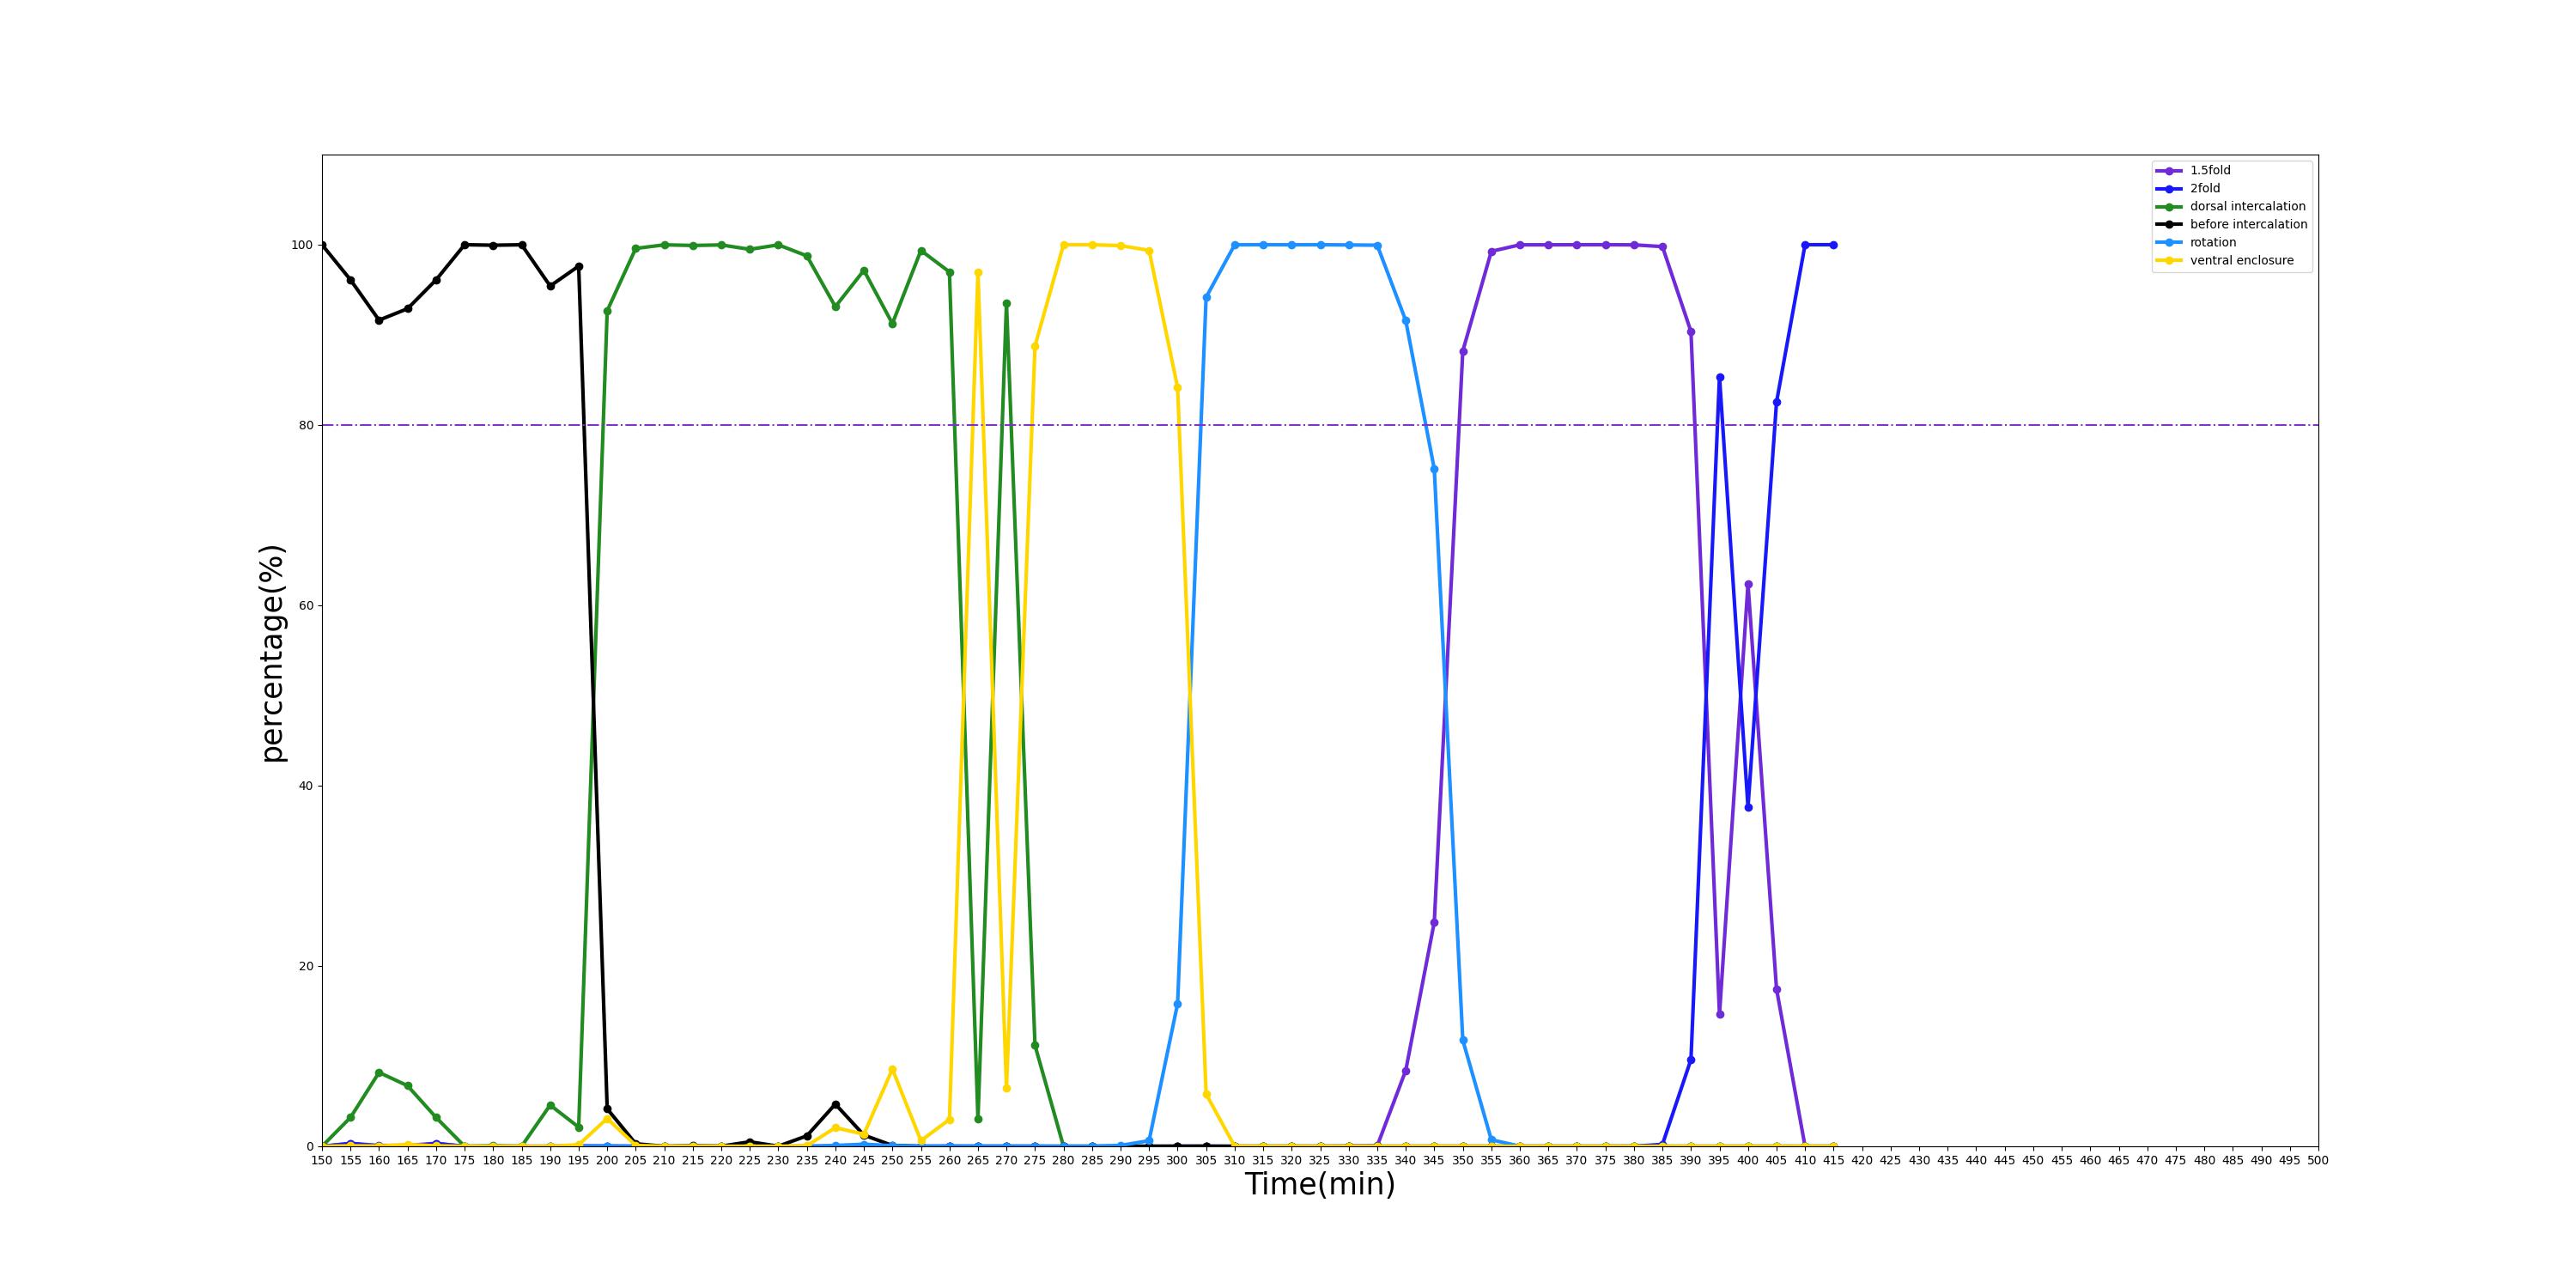 1.5fold
2fold
dorsal intercalation
before intercalation
rotation
ventral enclosure
100
80
60
40
20
0
percentage(%)
150 155 160 165 170 175 180 185 190 195 200 205 210 215 220 225 230 235 240 245 250 255 260 265 270 275 280 285 290 295 300 305 310 315 320 325 330 335 340 345 350 355 360 365 370 375 380 385 390 395 400 405 410 415 420 425 430 435 440 445 450 455 460 465 470 475 480 485 490 495 500
Time(min)